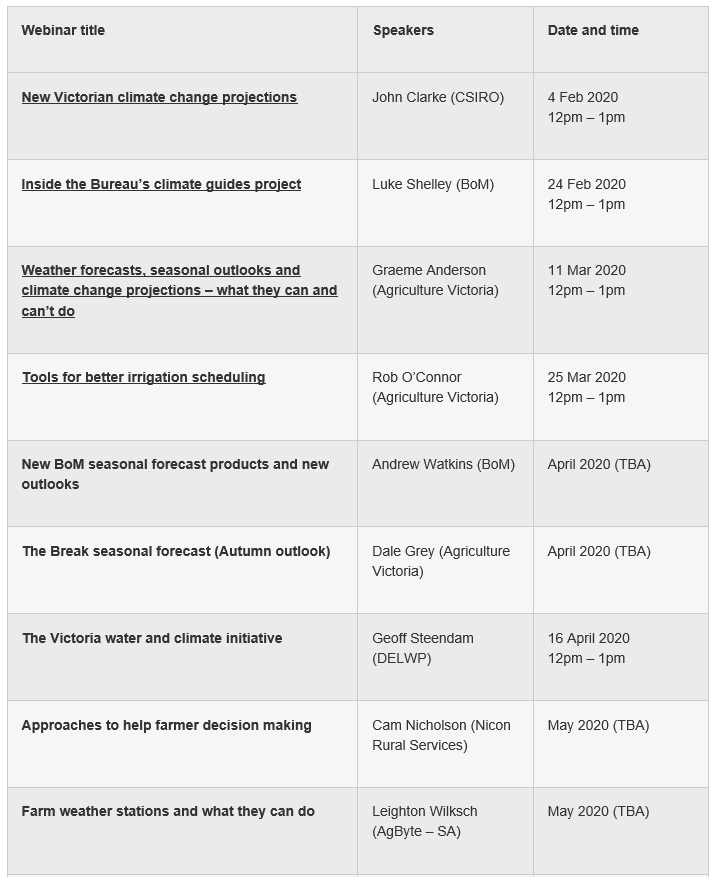 Webinar title
Speakers
Date and time
New Victorian climate change projections
John Clarke (CSIRO)
4 Feb 2020
12pm – 1pm
Inside the Bureau’s climate guides project
Luke Shelley (BoM)
24 Feb 2020
12pm – 1pm
Weather forecasts, seasonal outlooks and
climate change projections – what they can and
can’t do
Graeme Anderson
(Agriculture Victoria)
11 Mar 2020
12pm – 1pm
Tools for better irrigation scheduling
Rob O’Connor
(Agriculture Victoria)
25 Mar 2020
12pm – 1pm
New BoM seasonal forecast products and new
outlooks
Andrew Watkins (BoM)
April 2020 (TBA)
The Break seasonal forecast (Autumn outlook)
Dale Grey (Agriculture
Victoria)
April 2020 (TBA)
The Victoria water and climate initiative
Geoff Steendam
(DELWP)
16 April 2020
12pm – 1pm
Approaches to help farmer decision making
Cam Nicholson (Nicon
Rural Services)
May 2020 (TBA)
Farm weather stations and what they can do
Leighton Wilksch
(AgByte – SA)
May 2020 (TBA)